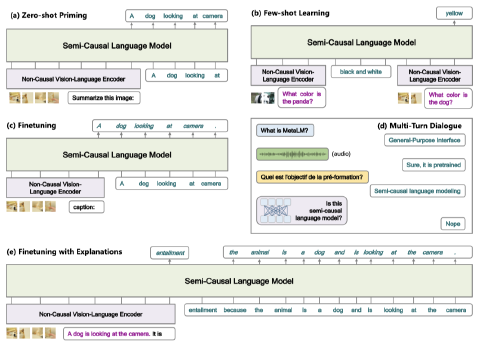 (a) Zero-shot Priming
A dog looking at camera
Semi-Causal Language Model
Non-Causal Vision-Language Encoder
A dog looking at
Summarize this image:
(b) Few-shot Learning
yellow
Semi-Causal Language Model
Non-Causal Vision-
Language Encoder
black and white
Non-Causal Vision-
Language Encoder
What color is
the panda?
What color is
the dog?
(c) Finetuning
A dog looking at camera .
Semi-Causal Language Model
Non-Causal Vision-
Language Encoder
A dog looking at camera
caption:
(d) Multi-Turn Dialogue
What is MetaLM?
General-Purpose Interface
(audio)
Sure, it is pretrained
Quel est l'objectif de la pré-formation?
Semi-causal language modeling
Is this
semi-causal
language model?
Nope
(e) Finetuning with Explanations
entailment
the animal is a dog and is looking at the camera .
Semi-Causal Language Model
Non-Causal Vision-Language Encoder
entailment because the animal is a dog and is looking at the camera
A dog is looking at the camera. It is